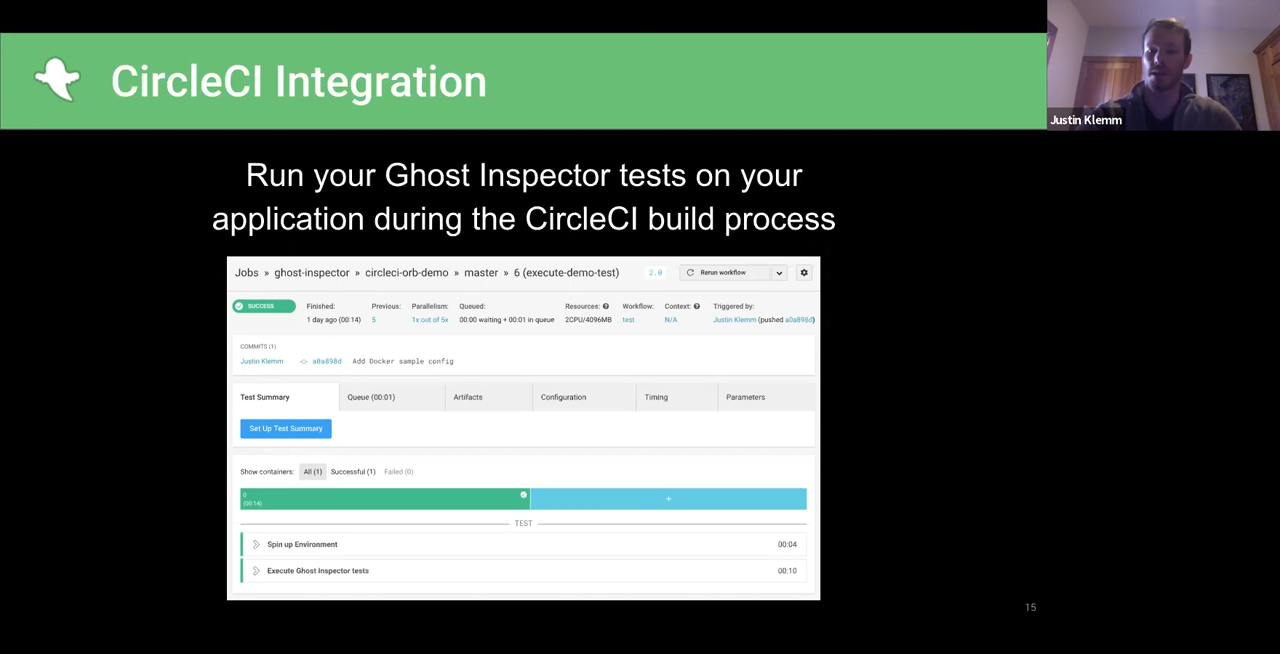 CircleCI Integration
Justin Klemm
Run your Ghost Inspector tests on your
application during the CircleCI build process
Jobs » ghost-inspector » circleci-orb-demo » master » 6 (execute-demo-test) 2.0 Rerun workflow
SUCCESS Finished: Previous: Parallelism: Queued: Resources: Workflow: Context: Triggered by:
1 day ago (00:14) 5 1x out of 5x 00:00 waiting + 00:01 in queue 2CPU/4096MB test N/A Justin Klemm (pushed a0a898d)
COMMITS (1)
Justin Klemm <> a0a898d Add Docker sample config
Test Summary Queue (00:01) Artifacts Configuration Timing Parameters
Set Up Test Summary
Show containers: All (1) Successful (1) Failed (0)
0 +
(00:14)
TEST
Spin up Environment 00:04
Execute Ghost Inspector tests 00:10
15